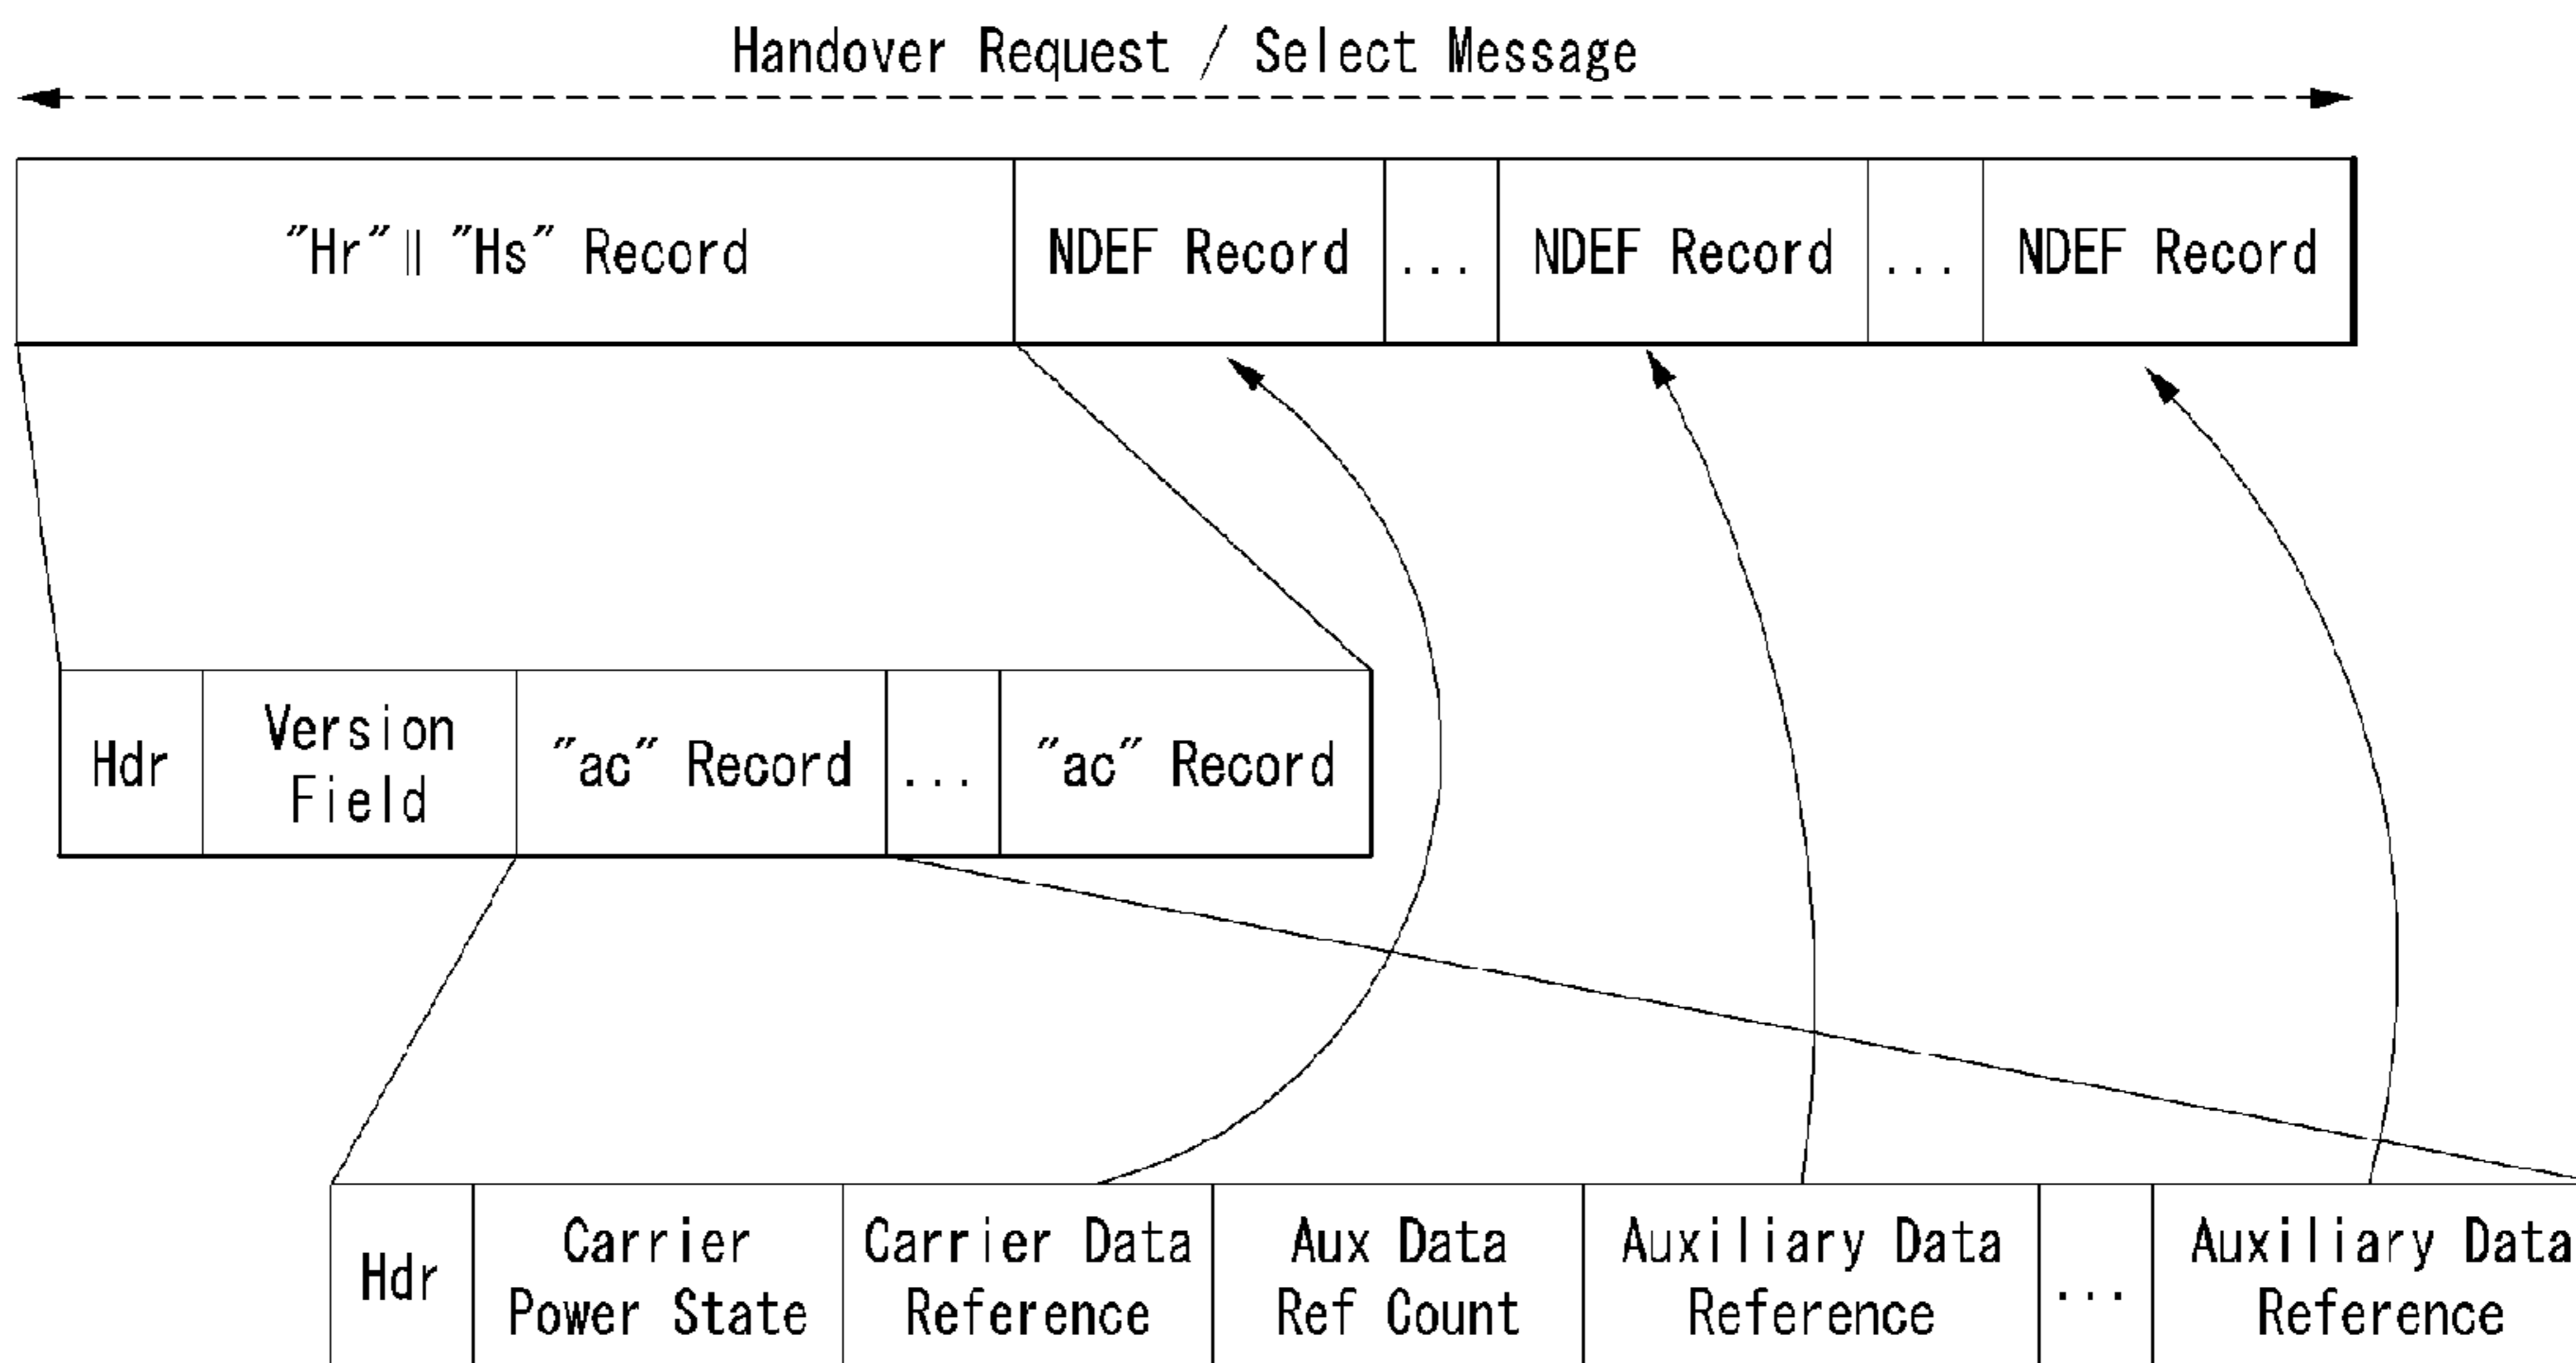 Handover Request / Select Message
"Hr"|| "Hs" Record
NDEF Record
...
NDEF Record
...
NDEF Record
Hdr
Version
Field
"ac" Record
...
"ac" Record
Hdr
Carrier
Power State
Carrier Data
Reference
Aux Data
Ref Count
Auxiliary Data
Reference
...
Auxiliary Data
Reference